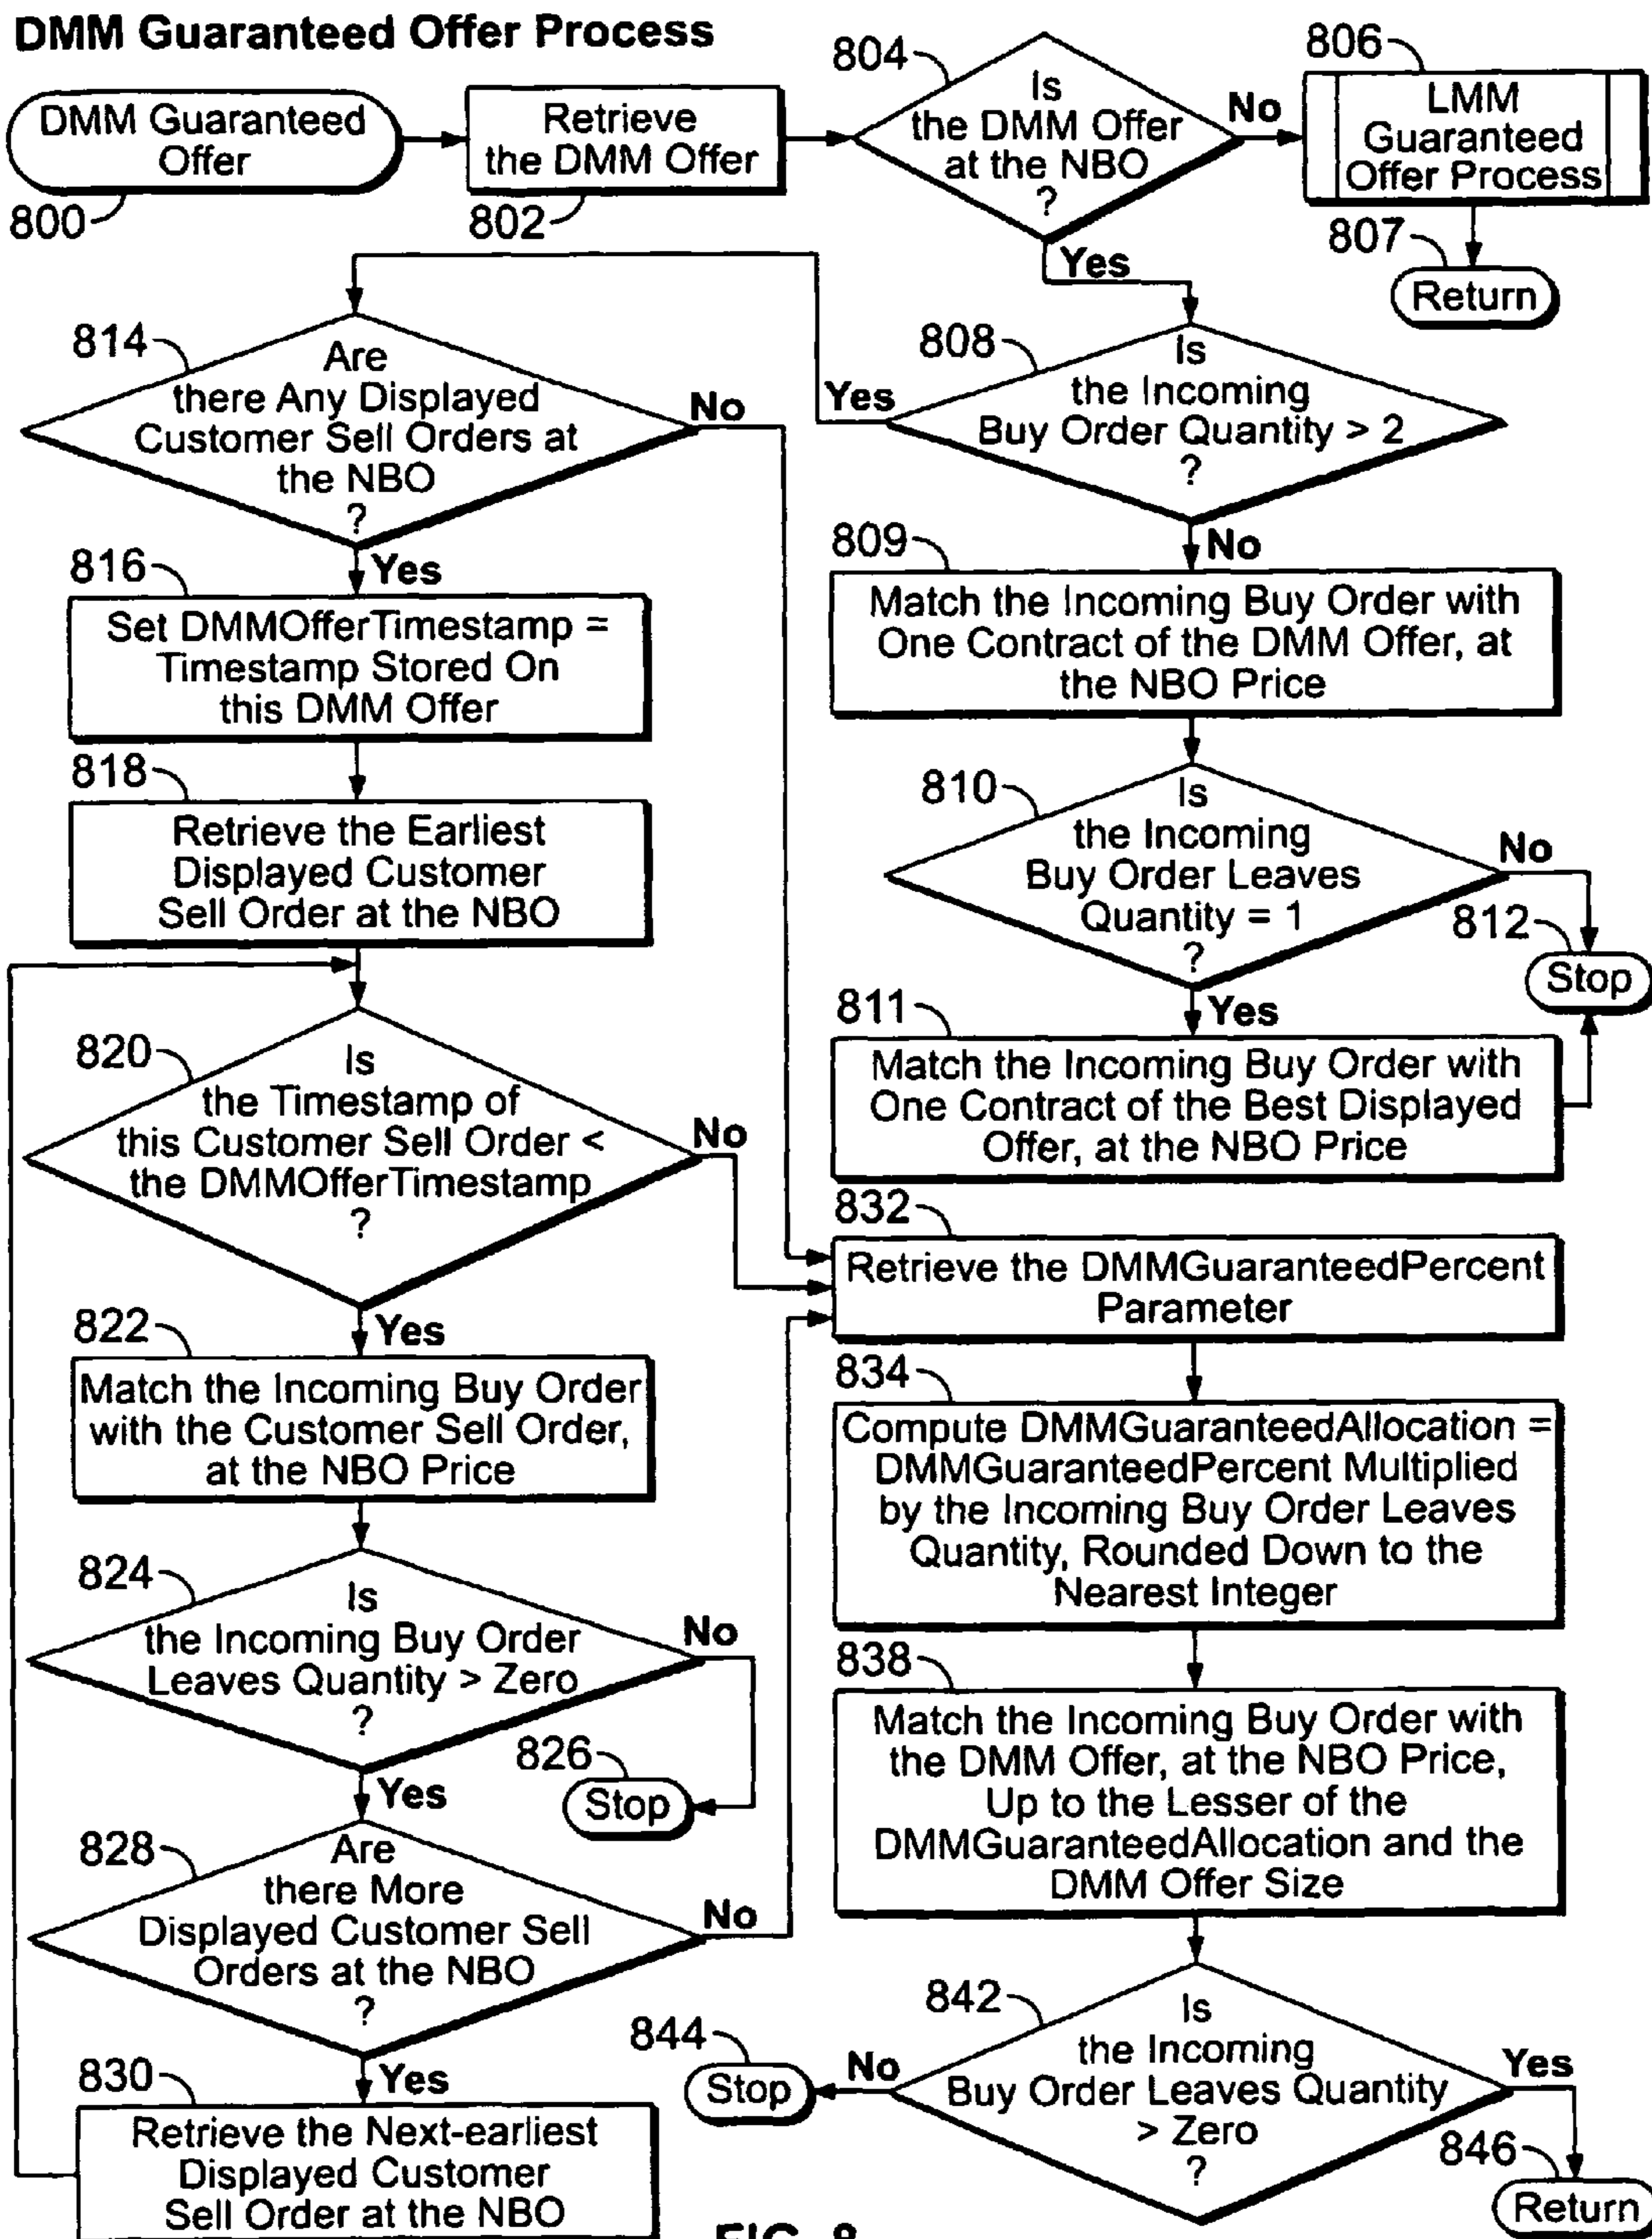 DMM Guaranteed Offer Process
DMM Guaranteed
Offer
800
Retrieve
the DMM Offer
802
804
Is
the DMM Offer
at the NBO
?
No
Yes
806
LMM
Guaranteed
Offer Process
807
Return
808
Is
the Incoming
Buy Order Quantity > 2
?
Yes
No
809
Match the Incoming Buy Order with
One Contract of the DMM Offer, at
the NBO Price
810
Is
the Incoming
Buy Order Leaves
Quantity = 1
?
No
812
Stop
Yes
811
Match the Incoming Buy Order with
One Contract of the Best Displayed
Offer, at the NBO Price
814
Are
there Any Displayed
Customer Sell Orders at
the NBO
?
No
Yes
816
Set DMMOfferTimestamp =
Timestamp Stored On
this DMM Offer
818
Retrieve the Earliest
Displayed Customer
Sell Order at the NBO
820
Is
the Timestamp of
this Customer Sell Order <
the DMMOfferTimestamp
?
No
Yes
822
Match the Incoming Buy Order
with the Customer Sell Order,
at the NBO Price
824
Is
the Incoming Buy Order
Leaves Quantity > Zero
?
No
826
Stop
Yes
828
Are
there More
Displayed Customer Sell
Orders at the NBO
?
No
Yes
830
Retrieve the Next-earliest
Displayed Customer
Sell Order at the NBO
832
Retrieve the DMMGuaranteedPercent
Parameter
834
Compute DMMGuaranteedAllocation =
DMMGuaranteedPercent Multiplied
by the Incoming Buy Order Leaves
Quantity, Rounded Down to the
Nearest Integer
838
Match the Incoming Buy Order with
the DMM Offer, at the NBO Price,
Up to the Lesser of the
DMMGuaranteedAllocation and the
DMM Offer Size
842
Is
the Incoming
Buy Order Leaves Quantity
> Zero
?
No
844
Stop
Yes
846
Return
FIG. 8